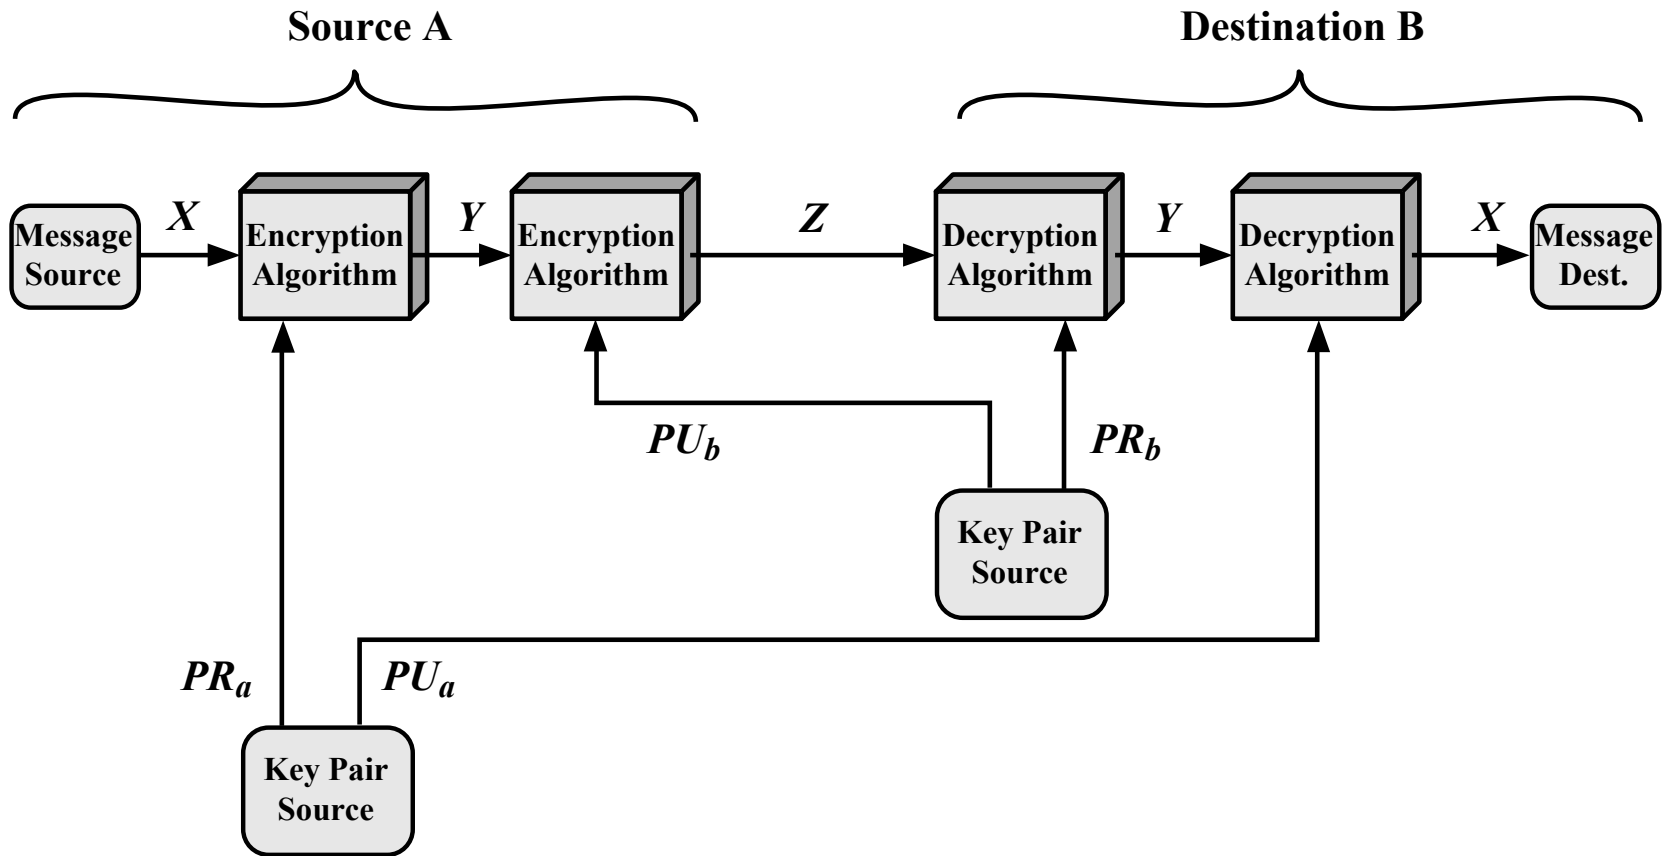 Source A
Destination B
Message
Source
X
Encryption
Algorithm
Y
Encryption
Algorithm
Z
Decryption
Algorithm
Y
Decryption
Algorithm
X
Message
Dest.
PUb
PRb
Key Pair
Source
PRa
PUa
Key Pair
Source